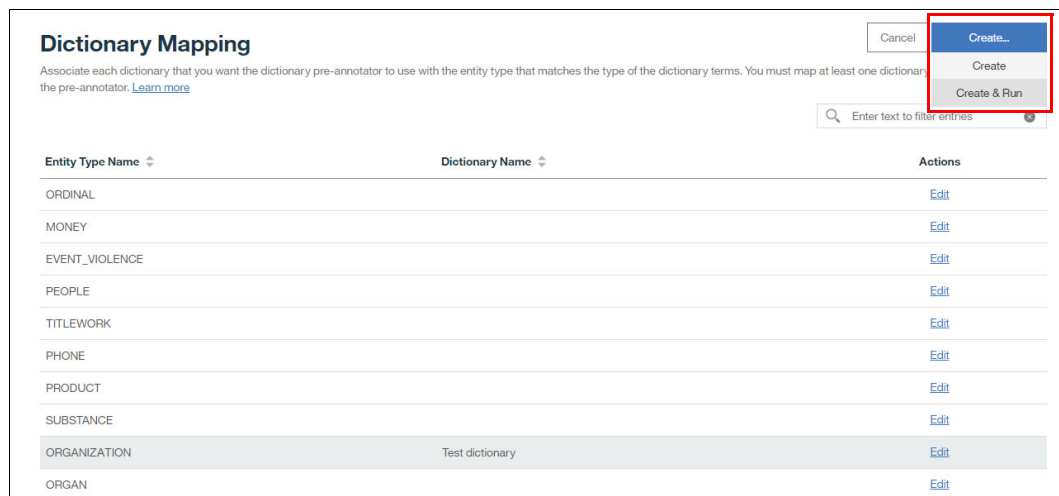 Dictionary Mapping
Cancel
Create...
Create
Create & Run
Associate each dictionary that you want the dictionary pre-annotator to use with the entity type that matches the type of the dictionary terms. You must map at least one dictionary
the pre-annotator. Learn more
Enter text to filter entries
Entity Type Name Dictionary Name Actions
ORDINAL Edit
MONEY Edit
EVENT_VIOLENCE Edit
PEOPLE Edit
TITLEWORK Edit
PHONE Edit
PRODUCT Edit
SUBSTANCE Edit
ORGANIZATION Test dictionary Edit
ORGAN Edit